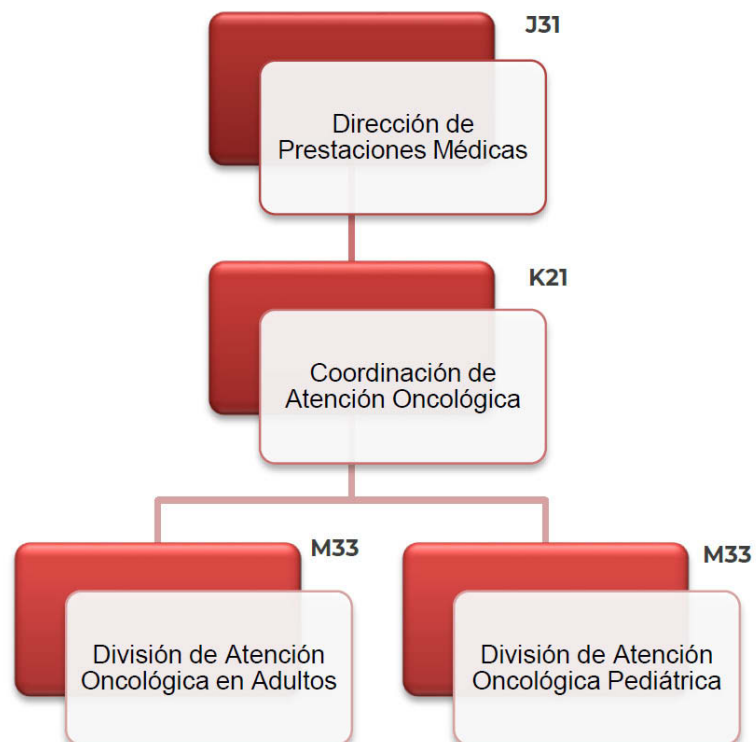 J31
Dirección de
Prestaciones Médicas
K21
Coordinación de
Atención Oncológica
M33
División de Atención
Oncológica en Adultos
M33
División de Atención
Oncológica Pediátrica